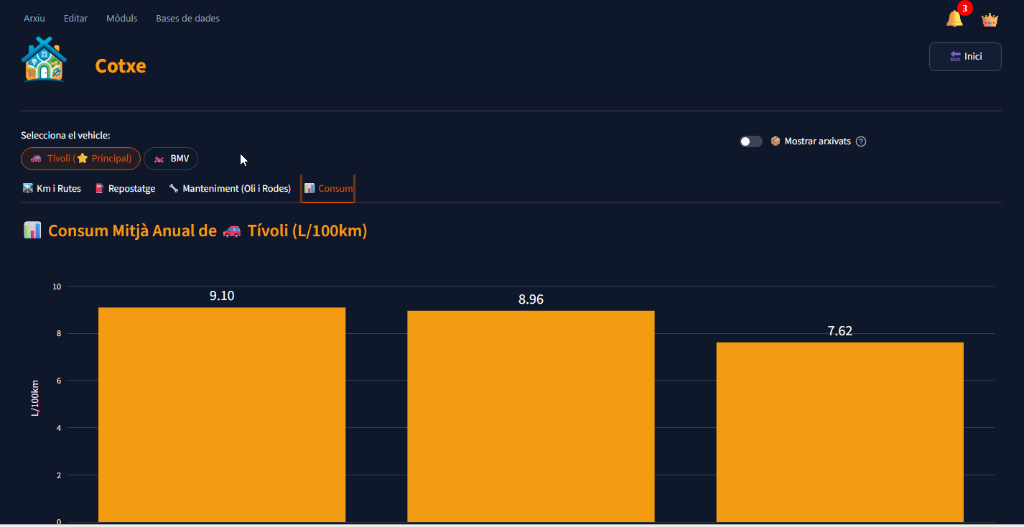 Arxiu Editar Mòduls Bases de dades
3
Cotxe
BACK Inici
Selecciona el vehicle:
Mostrar arxivats ?
Tívoli (⭐ Principal) BMV
Km i Rutes Repostatge Manteniment (Oli i Rodes) Consum
Consum Mitjà Anual de 🚗 Tívoli (L/100km)
10
9.10 8.96 7.62
8
6
L/100km
4
2
0